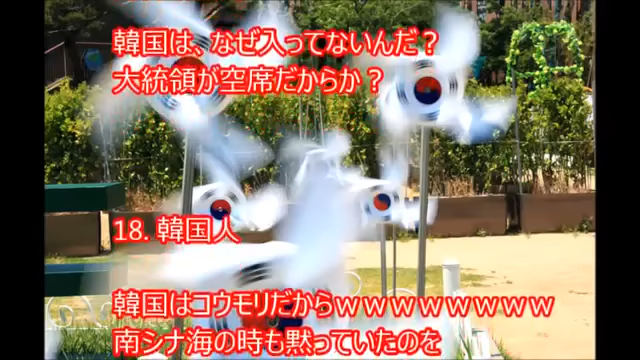 韓国は、なぜ入ってないんだ？
大統領が空席だからか？
18. 韓国人
韓国はコウモリだからｗｗｗｗｗｗｗｗ
南シナ海の時も黙っていたのを